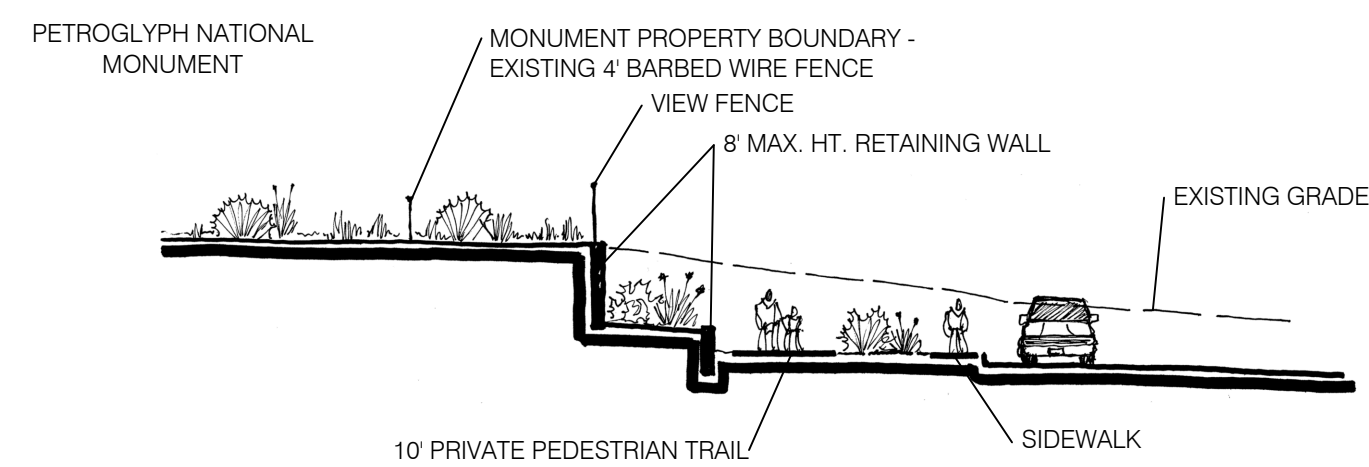 PETROGLYPH NATIONAL
MONUMENT
MONUMENT PROPERTY BOUNDARY -
EXISTING 4' BARBED WIRE FENCE
VIEW FENCE
8' MAX. HT. RETAINING WALL
EXISTING GRADE
10' PRIVATE PEDESTRIAN TRAIL
SIDEWALK